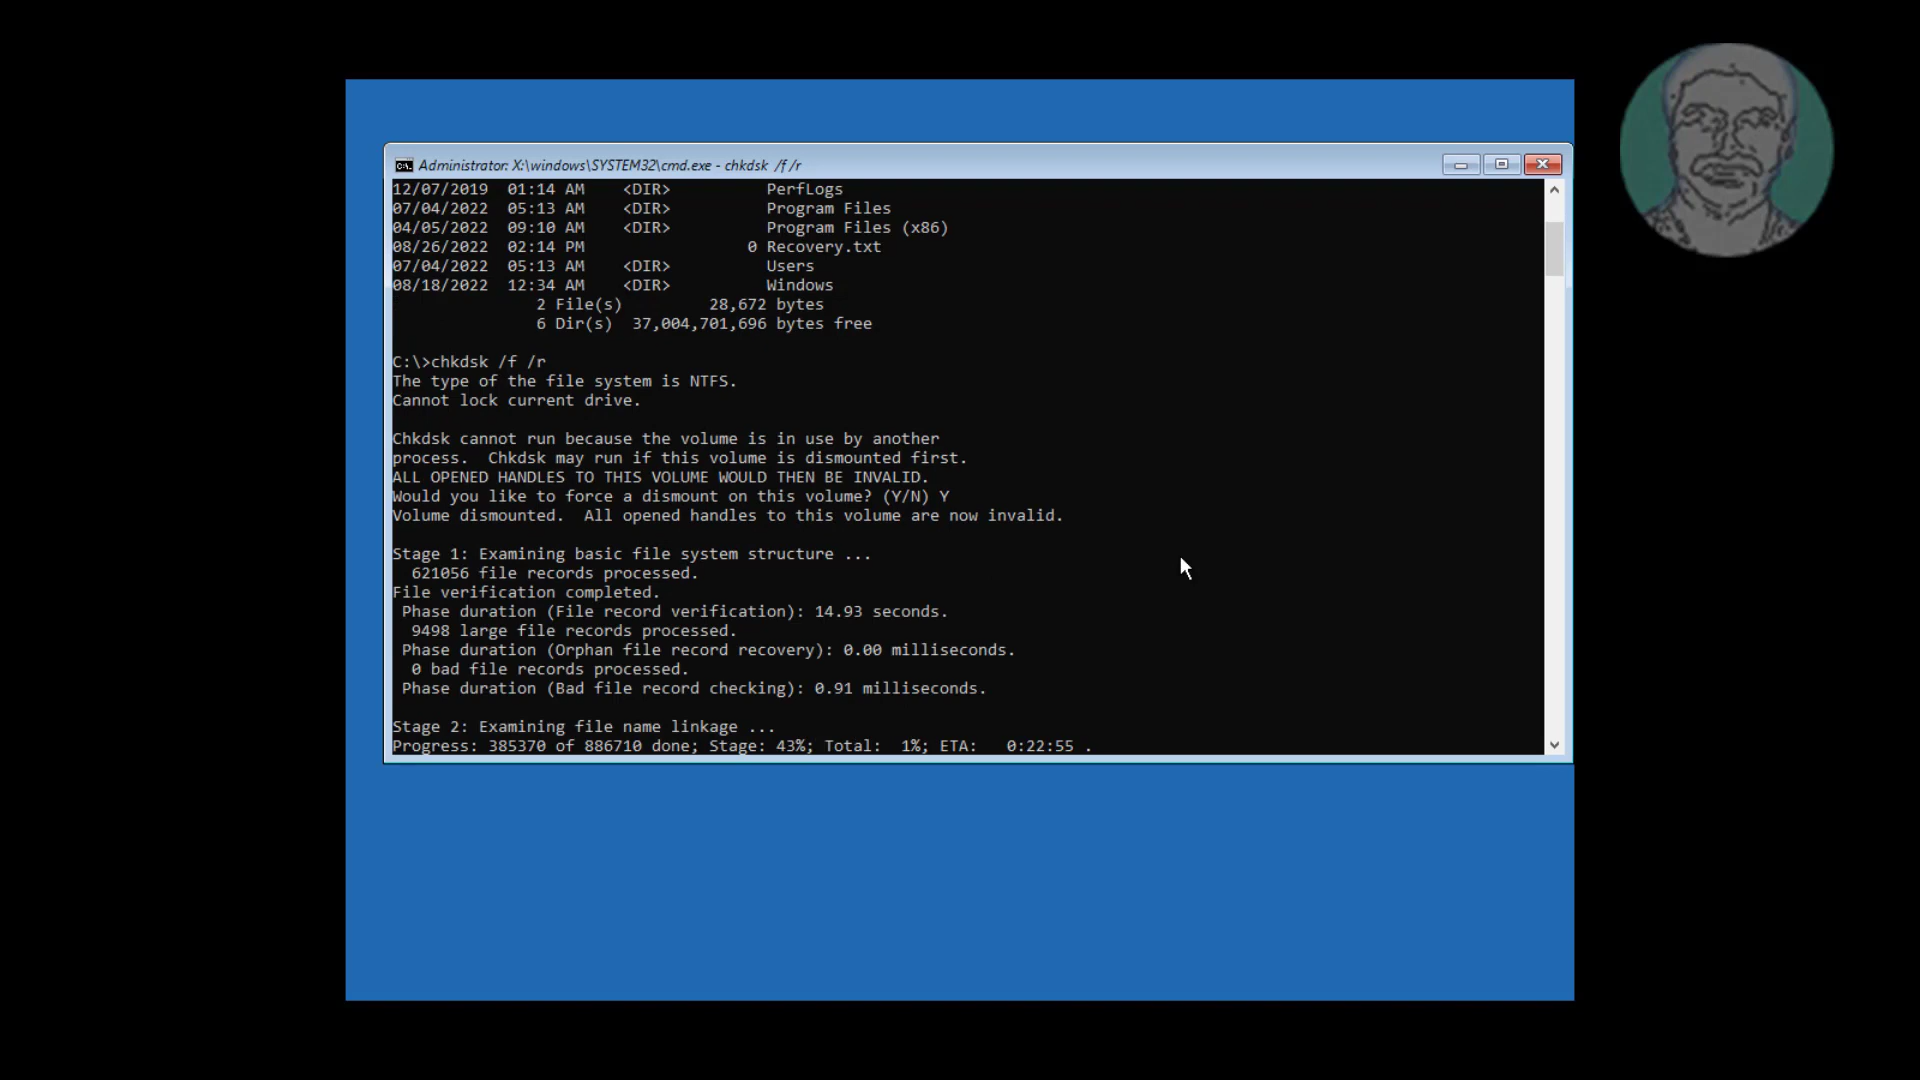 Administrator: X:\windows\SYSTEM32\cmd.exe - chkdsk /f /r
12/07/2019  01:14 AM    <DIR>          PerfLogs
07/04/2022  05:13 AM    <DIR>          Program Files
04/05/2022  09:10 AM    <DIR>          Program Files (x86)
08/26/2022  02:14 PM                 0 Recovery.txt
07/04/2022  05:13 AM    <DIR>          Users
08/18/2022  12:34 AM    <DIR>          Windows
               2 File(s)         28,672 bytes
               6 Dir(s)  37,004,701,696 bytes free
C:\>chkdsk /f /r
The type of the file system is NTFS.
Cannot lock current drive.
Chkdsk cannot run because the volume is in use by another
process.  Chkdsk may run if this volume is dismounted first.
ALL OPENED HANDLES TO THIS VOLUME WOULD THEN BE INVALID.
Would you like to force a dismount on this volume? (Y/N) Y
Volume dismounted.  All opened handles to this volume are now invalid.
Stage 1: Examining basic file system structure ...
  621056 file records processed.
File verification completed.
 Phase duration (File record verification): 14.93 seconds.
  9498 large file records processed.
 Phase duration (Orphan file record recovery): 0.00 milliseconds.
  0 bad file records processed.
 Phase duration (Bad file record checking): 0.91 milliseconds.
Stage 2: Examining file name linkage ...
Progress: 385370 of 886710 done; Stage: 43%; Total:  1%; ETA:   0:22:55 .